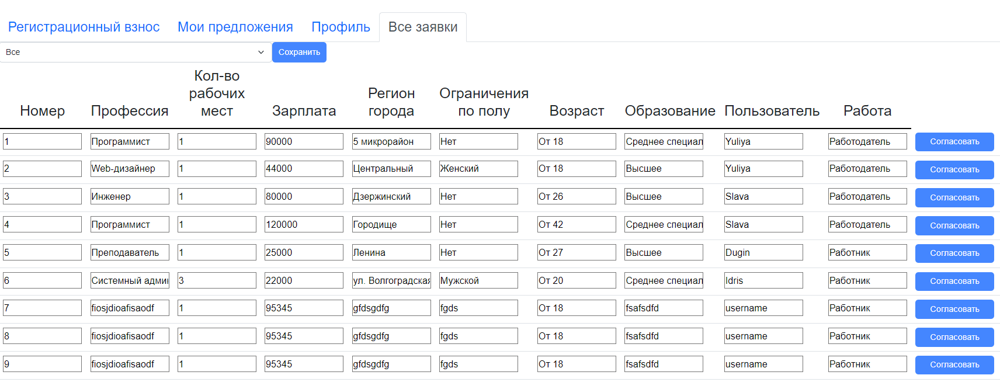 Регистрационный взнос Мои предложения Профиль Все заявки
Все Сохранить
Номер Профессия Кол-во рабочих мест Зарплата Регион города Ограничения по полу Возраст Образование Пользователь Работа
1 Программист 1 90000 5 микрорайон Нет От 18 Среднее специал Yuliya Работодатель Согласовать
2 Web-дизайнер 1 44000 Центральный Женский От 18 Высшее Yuliya Работодатель Согласовать
3 Инженер 1 80000 Дзержинский Нет От 26 Высшее Slava Работодатель Согласовать
4 Программист 1 120000 Городище Нет От 42 Среднее специал Slava Работодатель Согласовать
5 Преподаватель 1 25000 Ленина Нет От 27 Высшее Dugin Работник Согласовать
6 Системный адми 3 22000 ул. Волгоградская Мужской От 20 Среднее специал Idris Работник Согласовать
7 fiosjdioafisaodf 1 95345 gfdsgdfg fgds От 18 fsafsdfd username Работник Согласовать
8 fiosjdioafisaodf 1 95345 gfdsgdfg fgds От 18 fsafsdfd username Работник Согласовать
9 fiosjdioafisaodf 1 95345 gfdsgdfg fgds От 18 fsafsdfd username Работник Согласовать